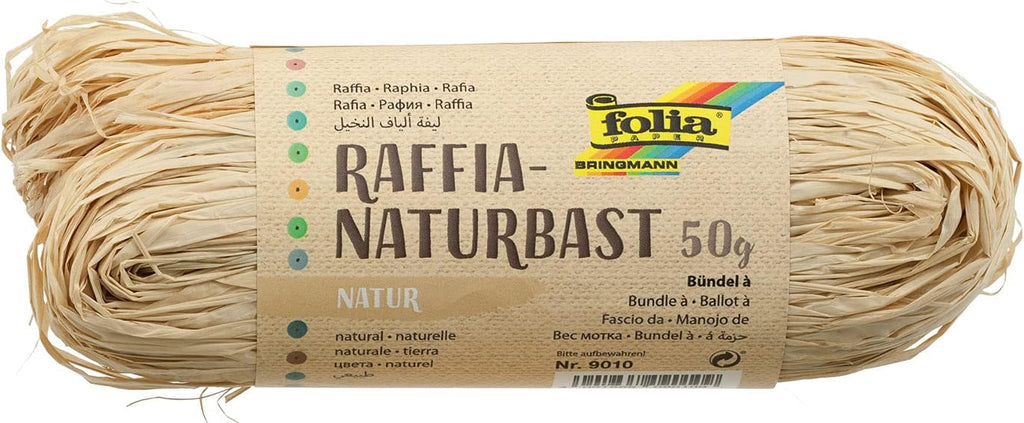 Raffia • Raphia • Rafia
Rafia • Рафия • Raffia
ليفة ألياف النخيل
folia®
PAPER
BRINGMANN
RAFFIA-
NATURBAST 50g
NATUR
Bündel à
Bundle à • Ballot à
Fascio da • Manojo de
Вес мотка • Bundel à • حزمة á
natural • naturelle
naturale • tierra
цвета • naturel
طبيعي
Bitte aufbewahren!
Nr. 9010